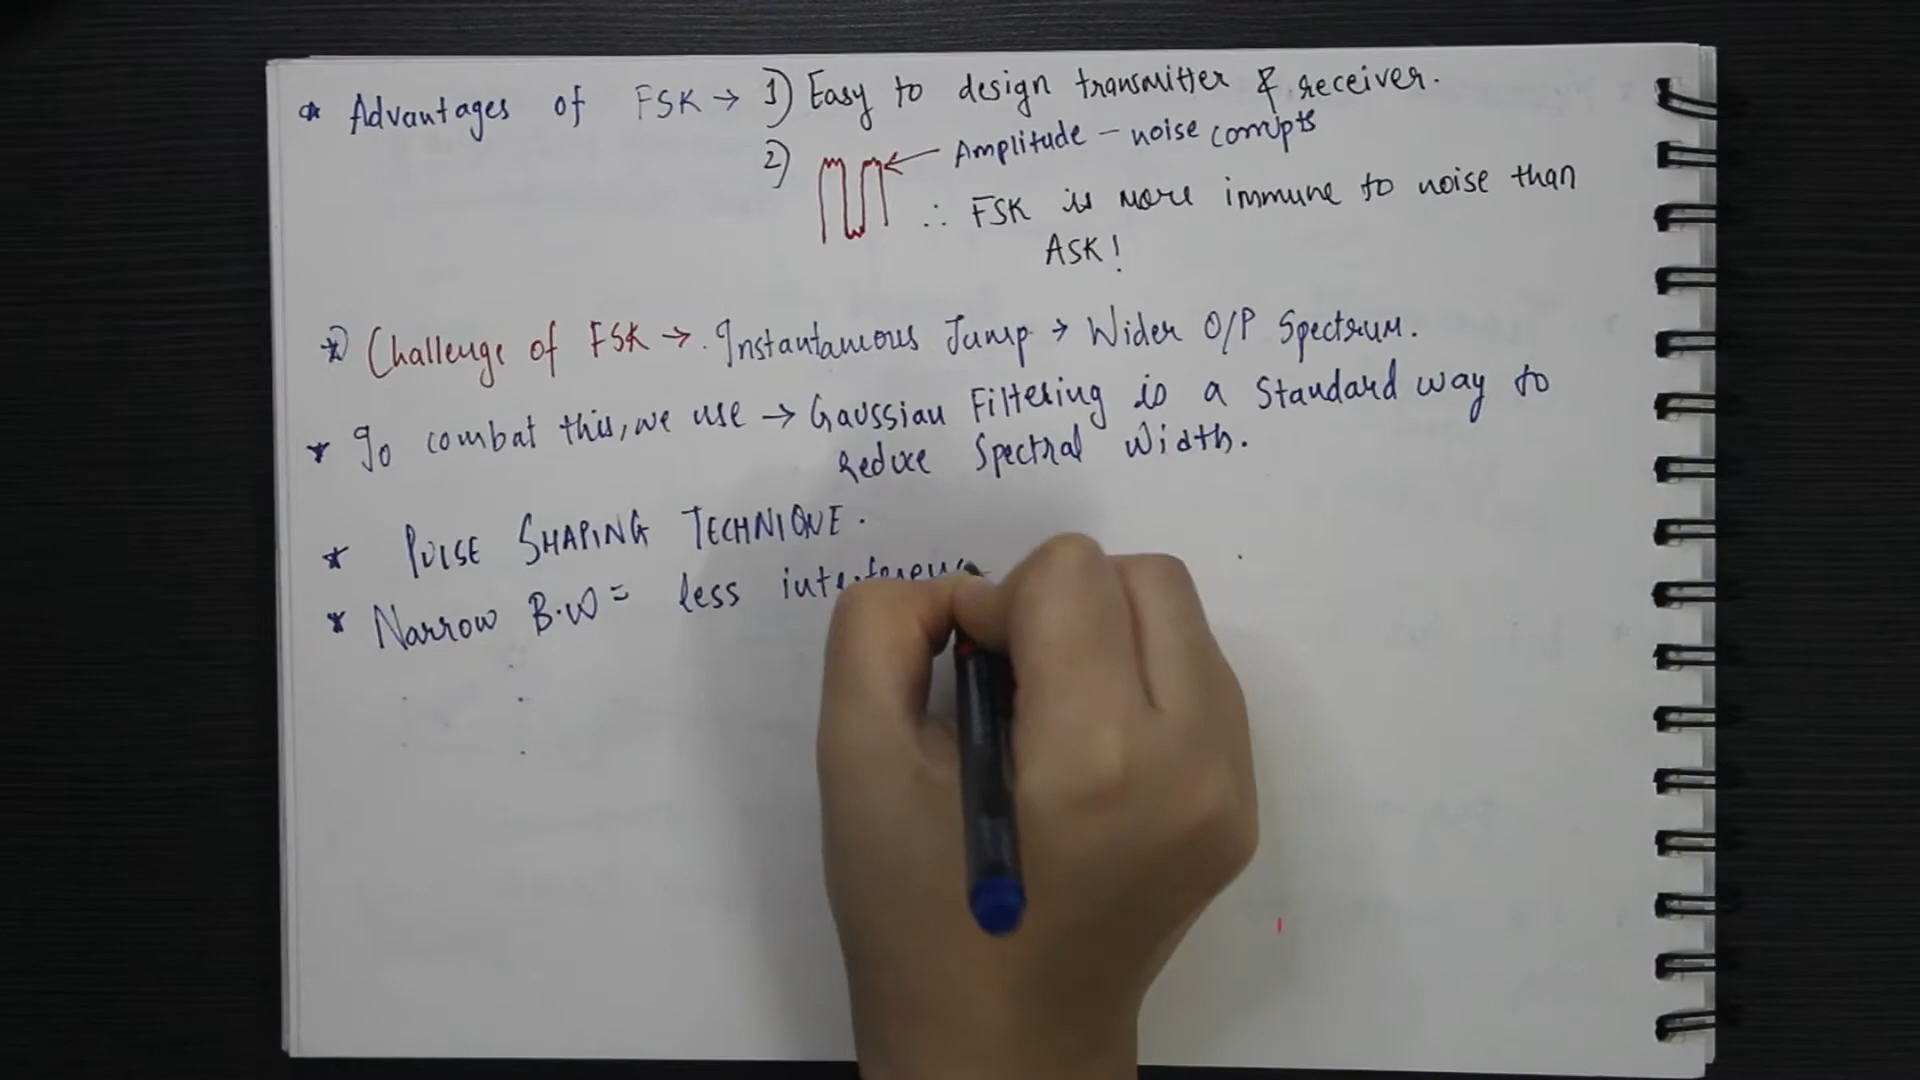 * Advantages of FSK → 1) Easy to design transmitter & receiver.
2) Amplitude - noise corrupts
∴ FSK is more immune to noise than
ASK!
* Challenge of FSK → Instantaneous Jump → Wider O/P Spectrum.
* To combat this, we use → Gaussian Filtering is a Standard way to
reduce Spectral Width.
* PULSE SHAPING TECHNIQUE.
* Narrow B.W = less